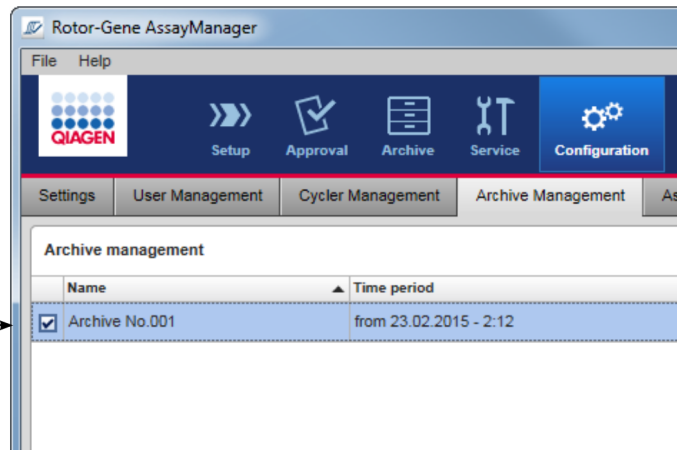 Rotor-Gene AssayManager
File Help
QIAGEN
Setup Approval Archive Service Configuration
Settings User Management Cycler Management Archive Management As
Archive management
Name Time period
Archive No.001 from 23.02.2015 - 2:12